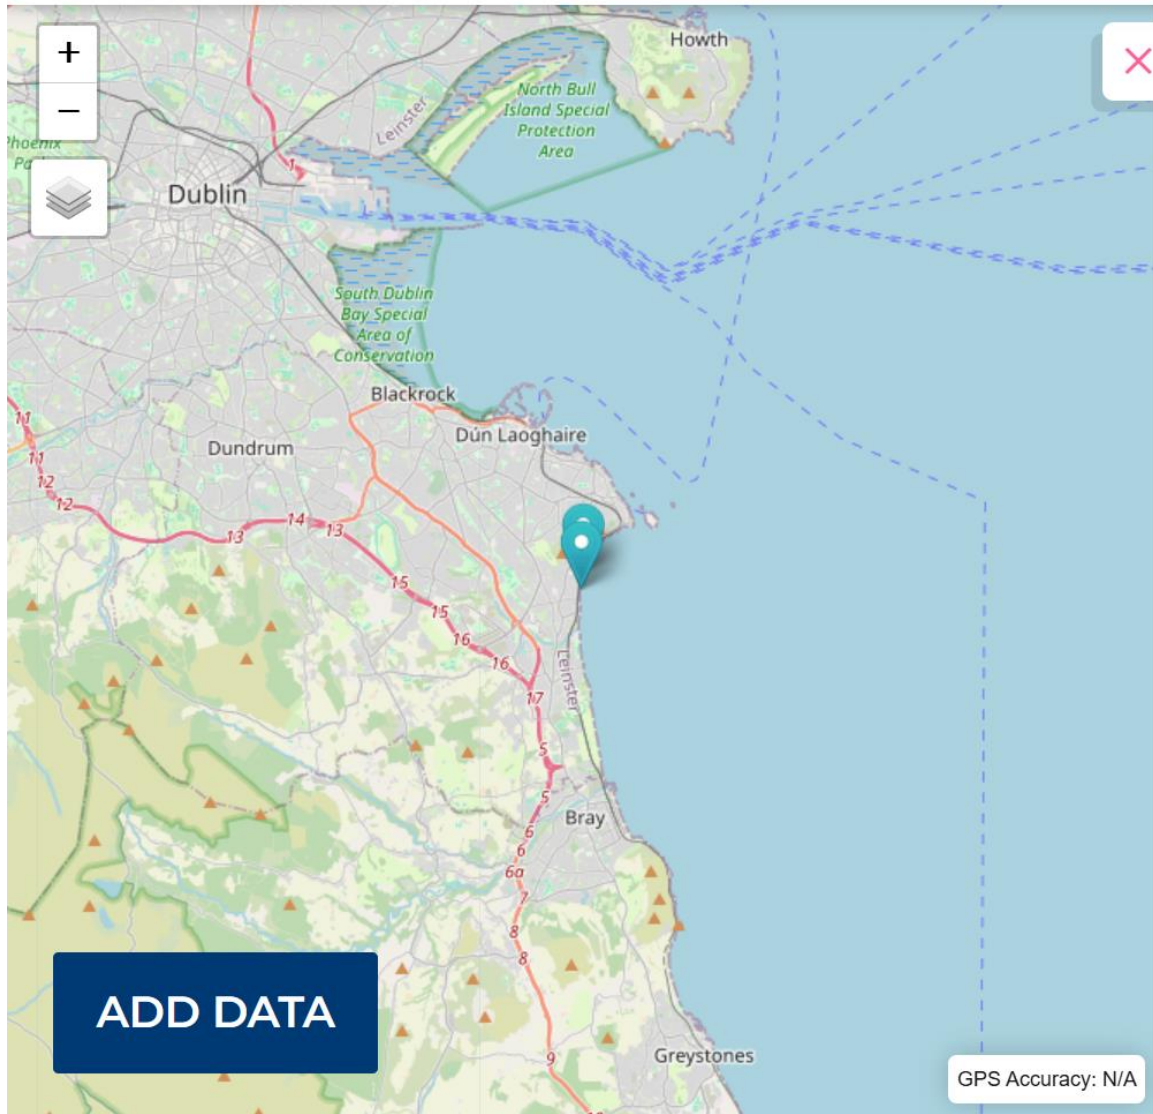 +
Howth
−
North Bull
Island Special
Protection
Area
Leinster
Phoenix
1
Dublin
South Dublin
Bay Special
Area of
Conservation
Blackrock
11
Dún Laoghaire
Dundrum
11
12
12
14
13
13
15
15
16
16
Leinster
17
5
5
Bray
6
6
6a
7
8
8
ADD DATA
9
Greystones
GPS Accuracy: N/A